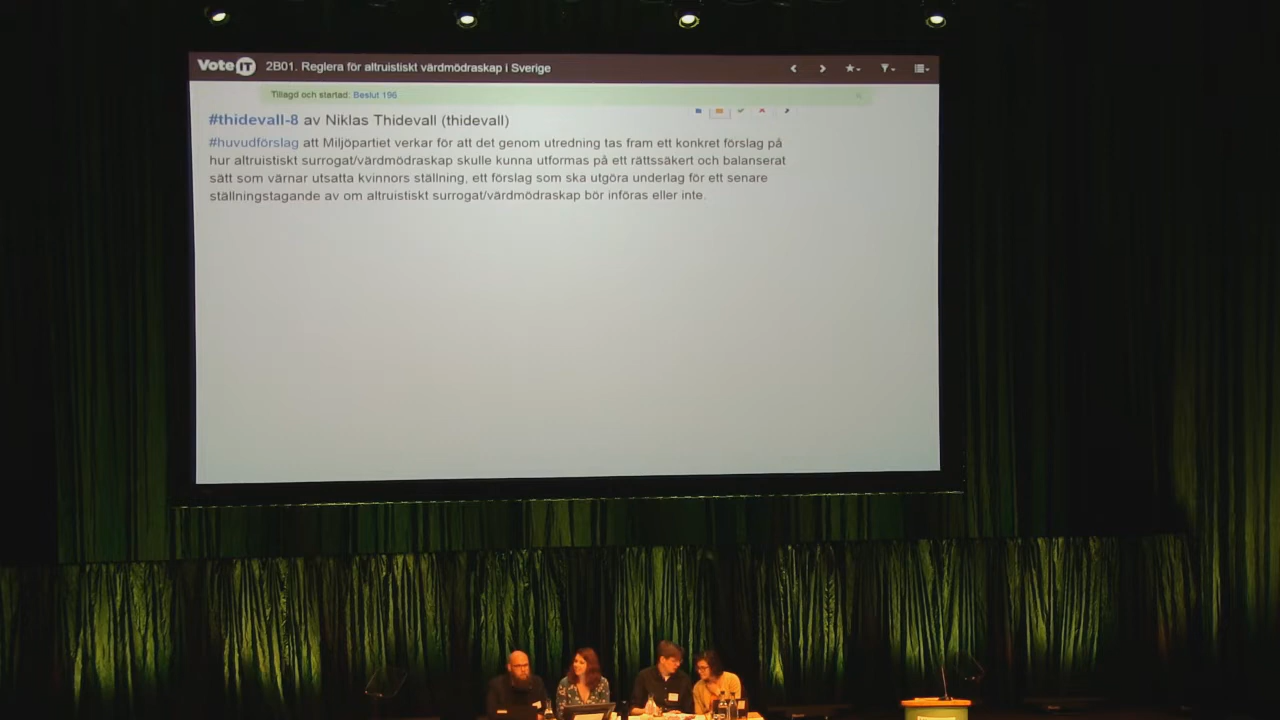 VoteIT 2B01. Reglera för altruistiskt värdmödraskap i Sverige
Tillagd och startad: Beslut 196
#thidevall-8 av Niklas Thidevall (thidevall)
#huvudförslag att Miljöpartiet verkar för att det genom utredning tas fram ett konkret förslag på
hur altruistiskt surrogat/värdmödraskap skulle kunna utformas på ett rättssäkert och balanserat
sätt som värnar utsatta kvinnors ställning, ett förslag som ska utgöra underlag för ett senare
ställningstagande av om altruistiskt surrogat/värdmödraskap bör införas eller inte.